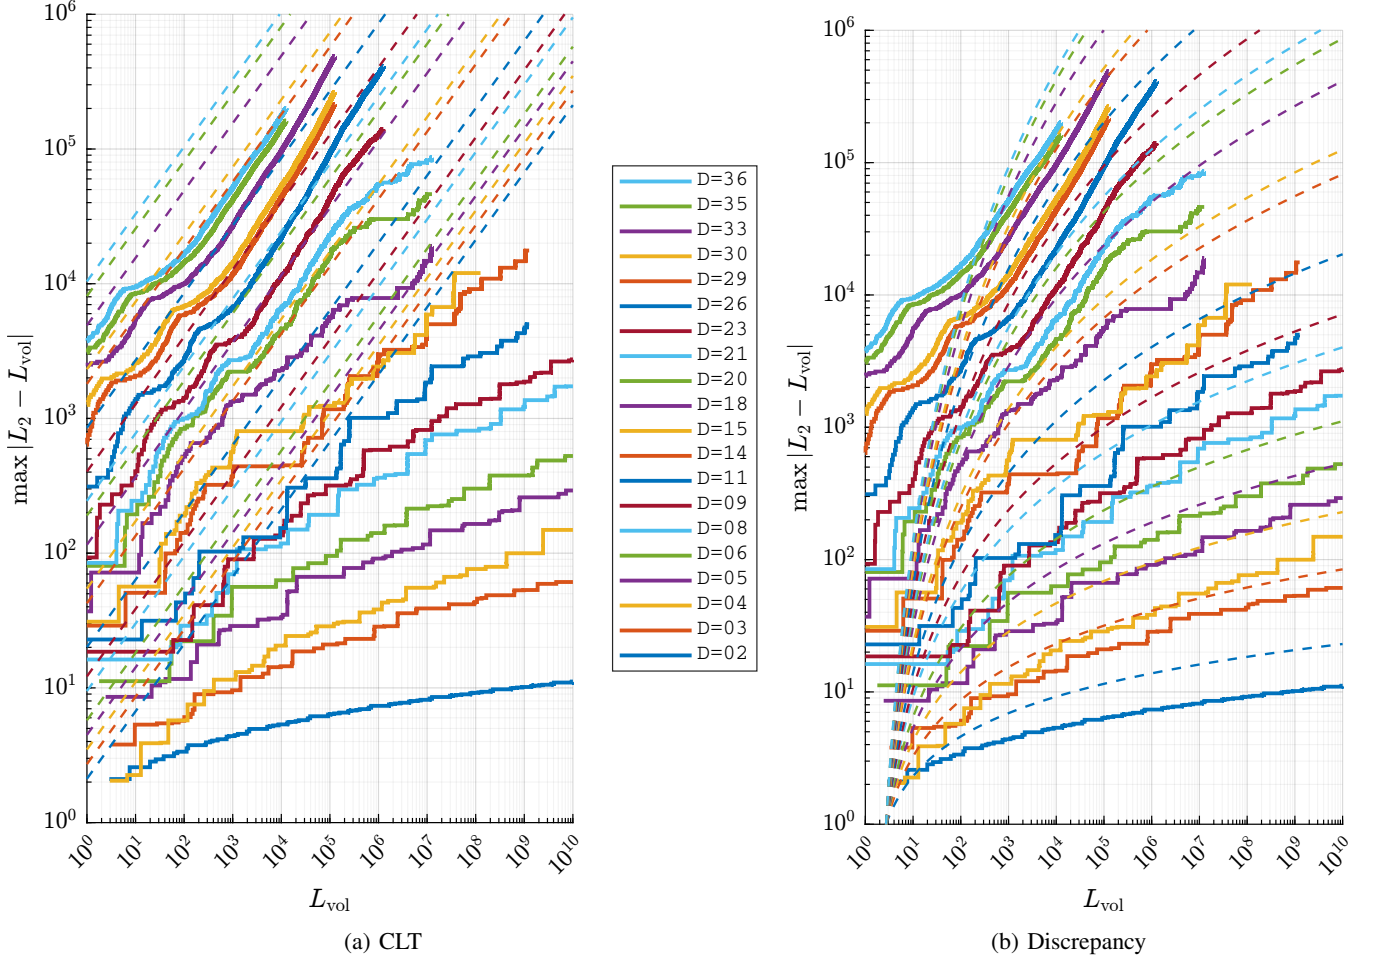 10^6
10^5
10^4
10^3
10^2
10^1
10^0
max |L_2 − L_vol|
10^0 10^1 10^2 10^3 10^4 10^5 10^6 10^7 10^8 10^9 10^10
L_vol
(a) CLT
D=36
D=35
D=33
D=30
D=29
D=26
D=23
D=21
D=20
D=18
D=15
D=14
D=11
D=09
D=08
D=06
D=05
D=04
D=03
D=02
10^6
10^5
10^4
10^3
10^2
10^1
10^0
max |L_2 − L_vol|
10^0 10^1 10^2 10^3 10^4 10^5 10^6 10^7 10^8 10^9 10^10
L_vol
(b) Discrepancy